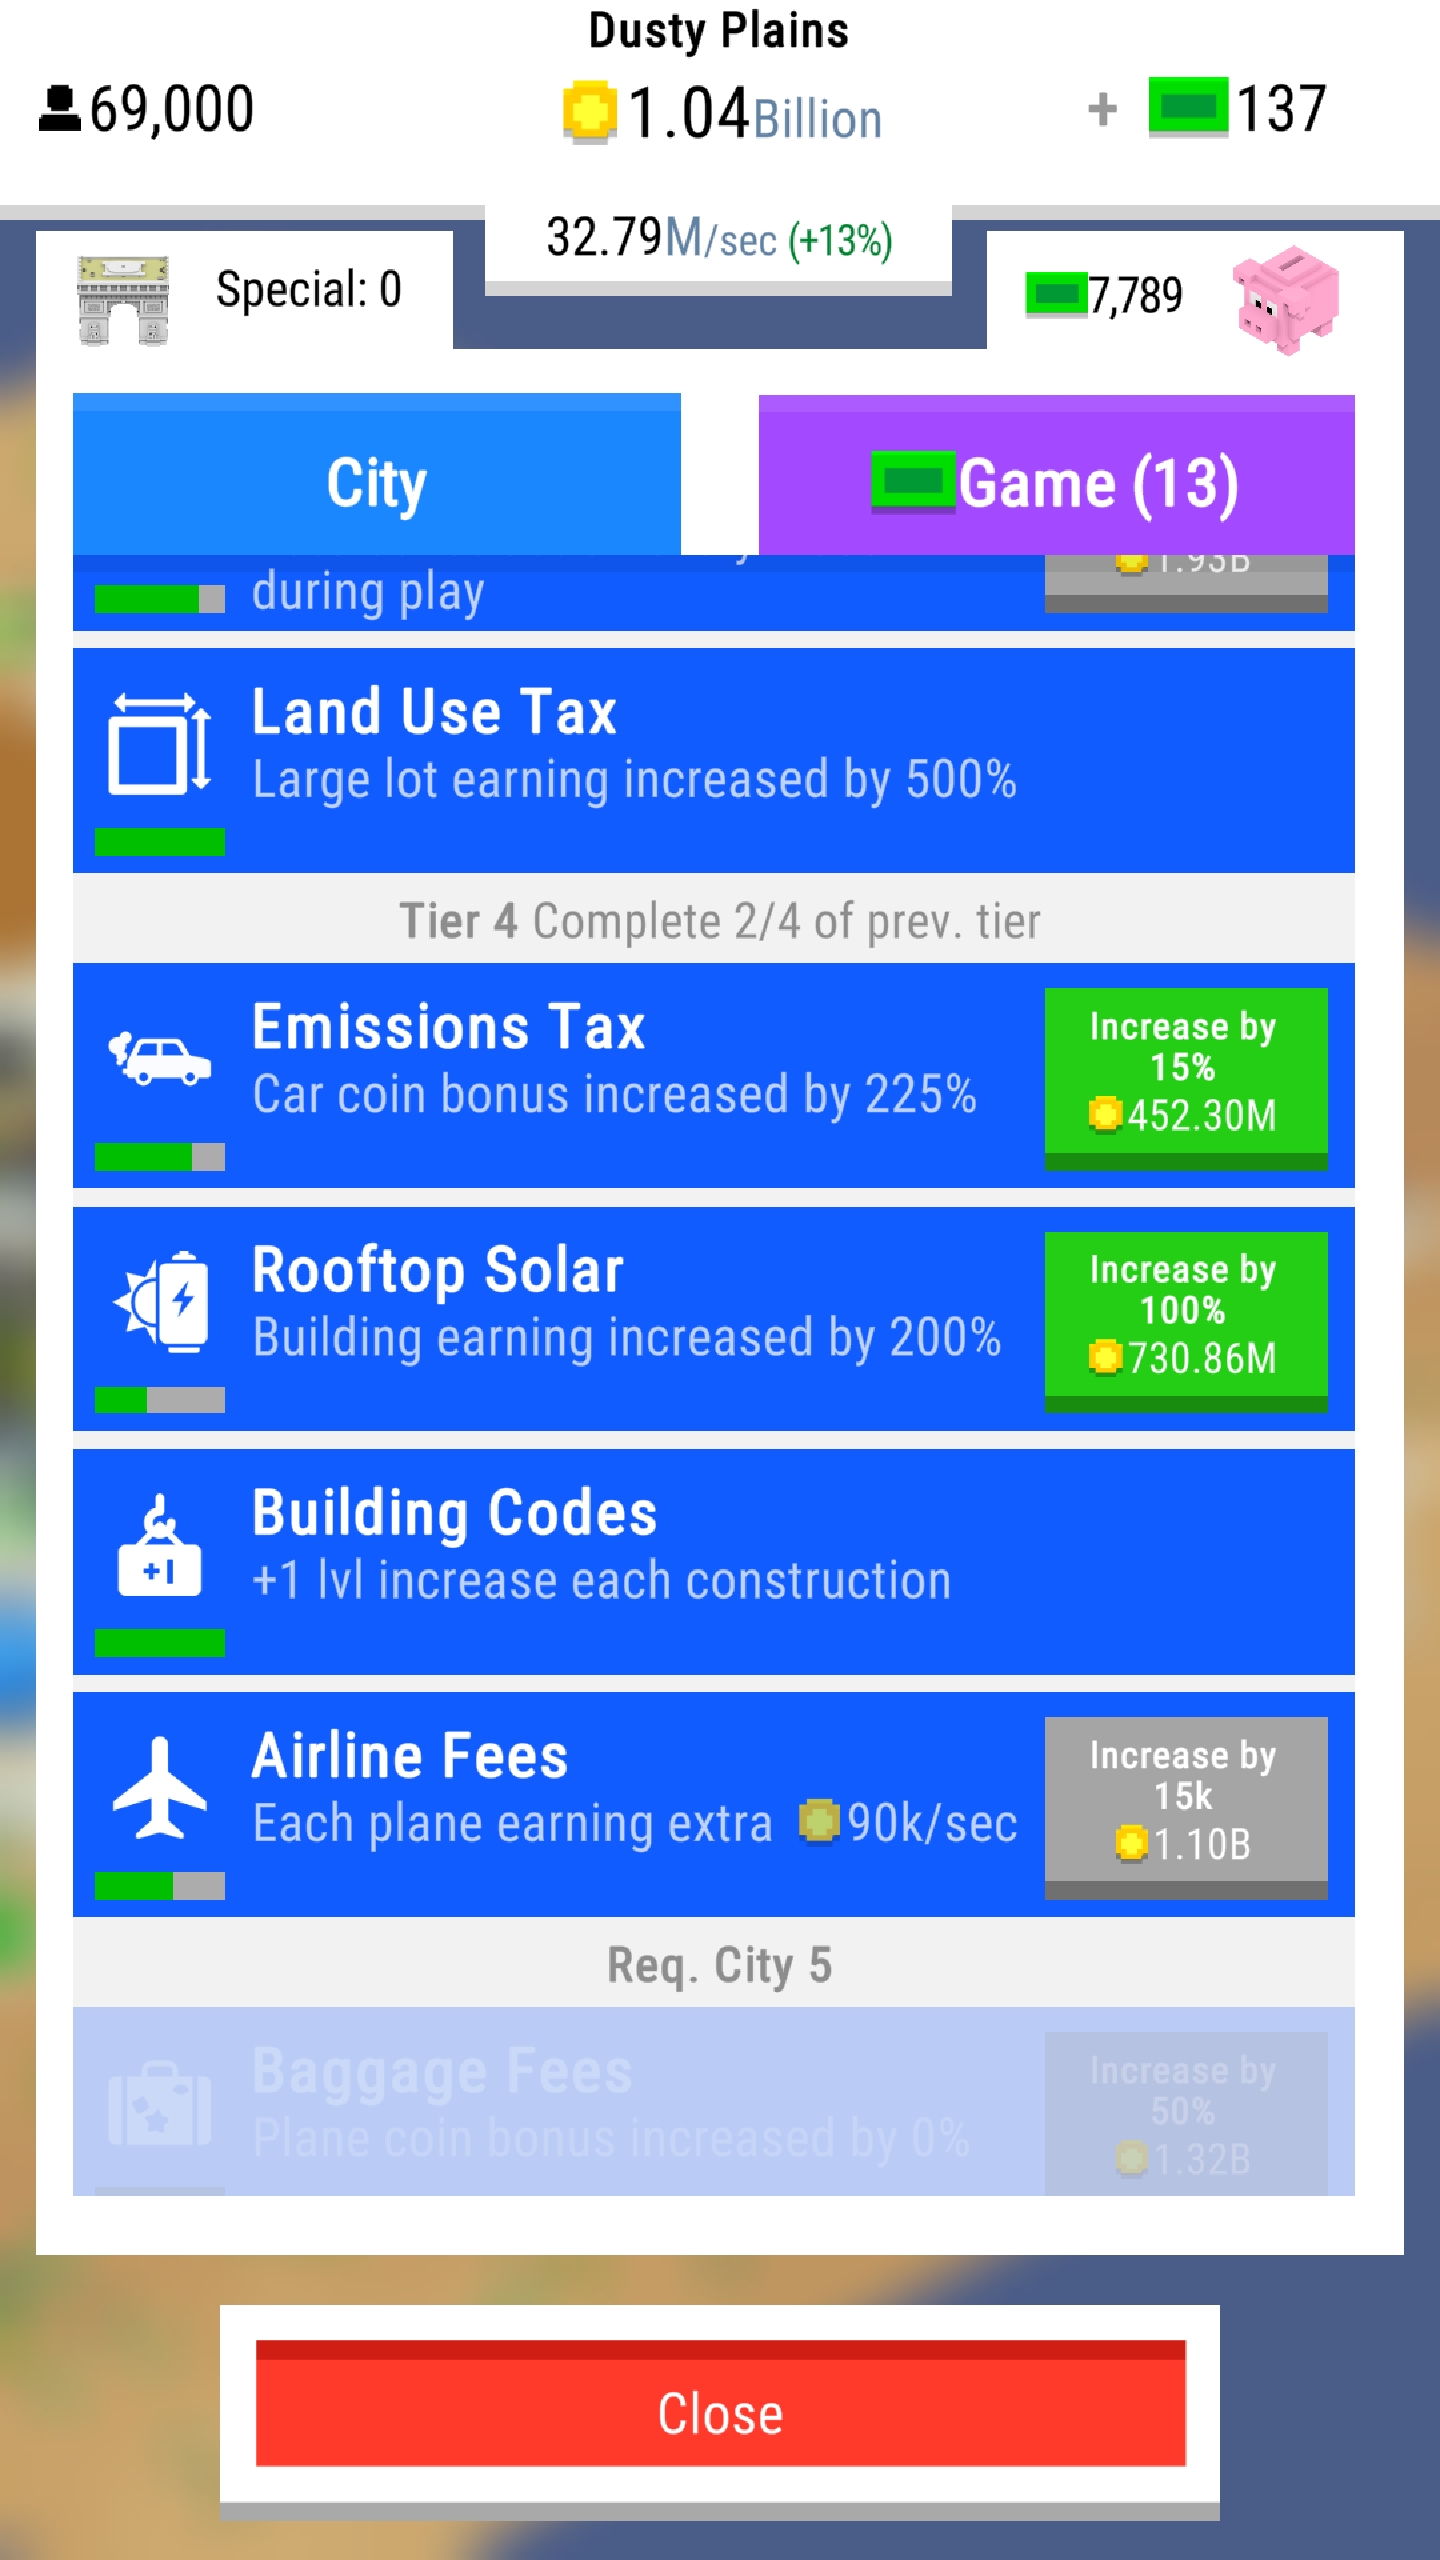 Dusty Plains
69,000
1.04Billion
+ 137
32.79M/sec (+13%)
Special: 0
7,789
City
Game (13)
during play
1.93B
Land Use Tax
Large lot earning increased by 500%
Tier 4 Complete 2/4 of prev. tier
Emissions Tax
Car coin bonus increased by 225%
Increase by
15%
452.30M
Rooftop Solar
Building earning increased by 200%
Increase by
100%
730.86M
+1
Building Codes
+1 lvl increase each construction
Airline Fees
Each plane earning extra 90k/sec
Increase by
15k
1.10B
Req. City 5
Baggage Fees
Plane coin bonus increased by 0%
Increase by
50%
1.32B
Close